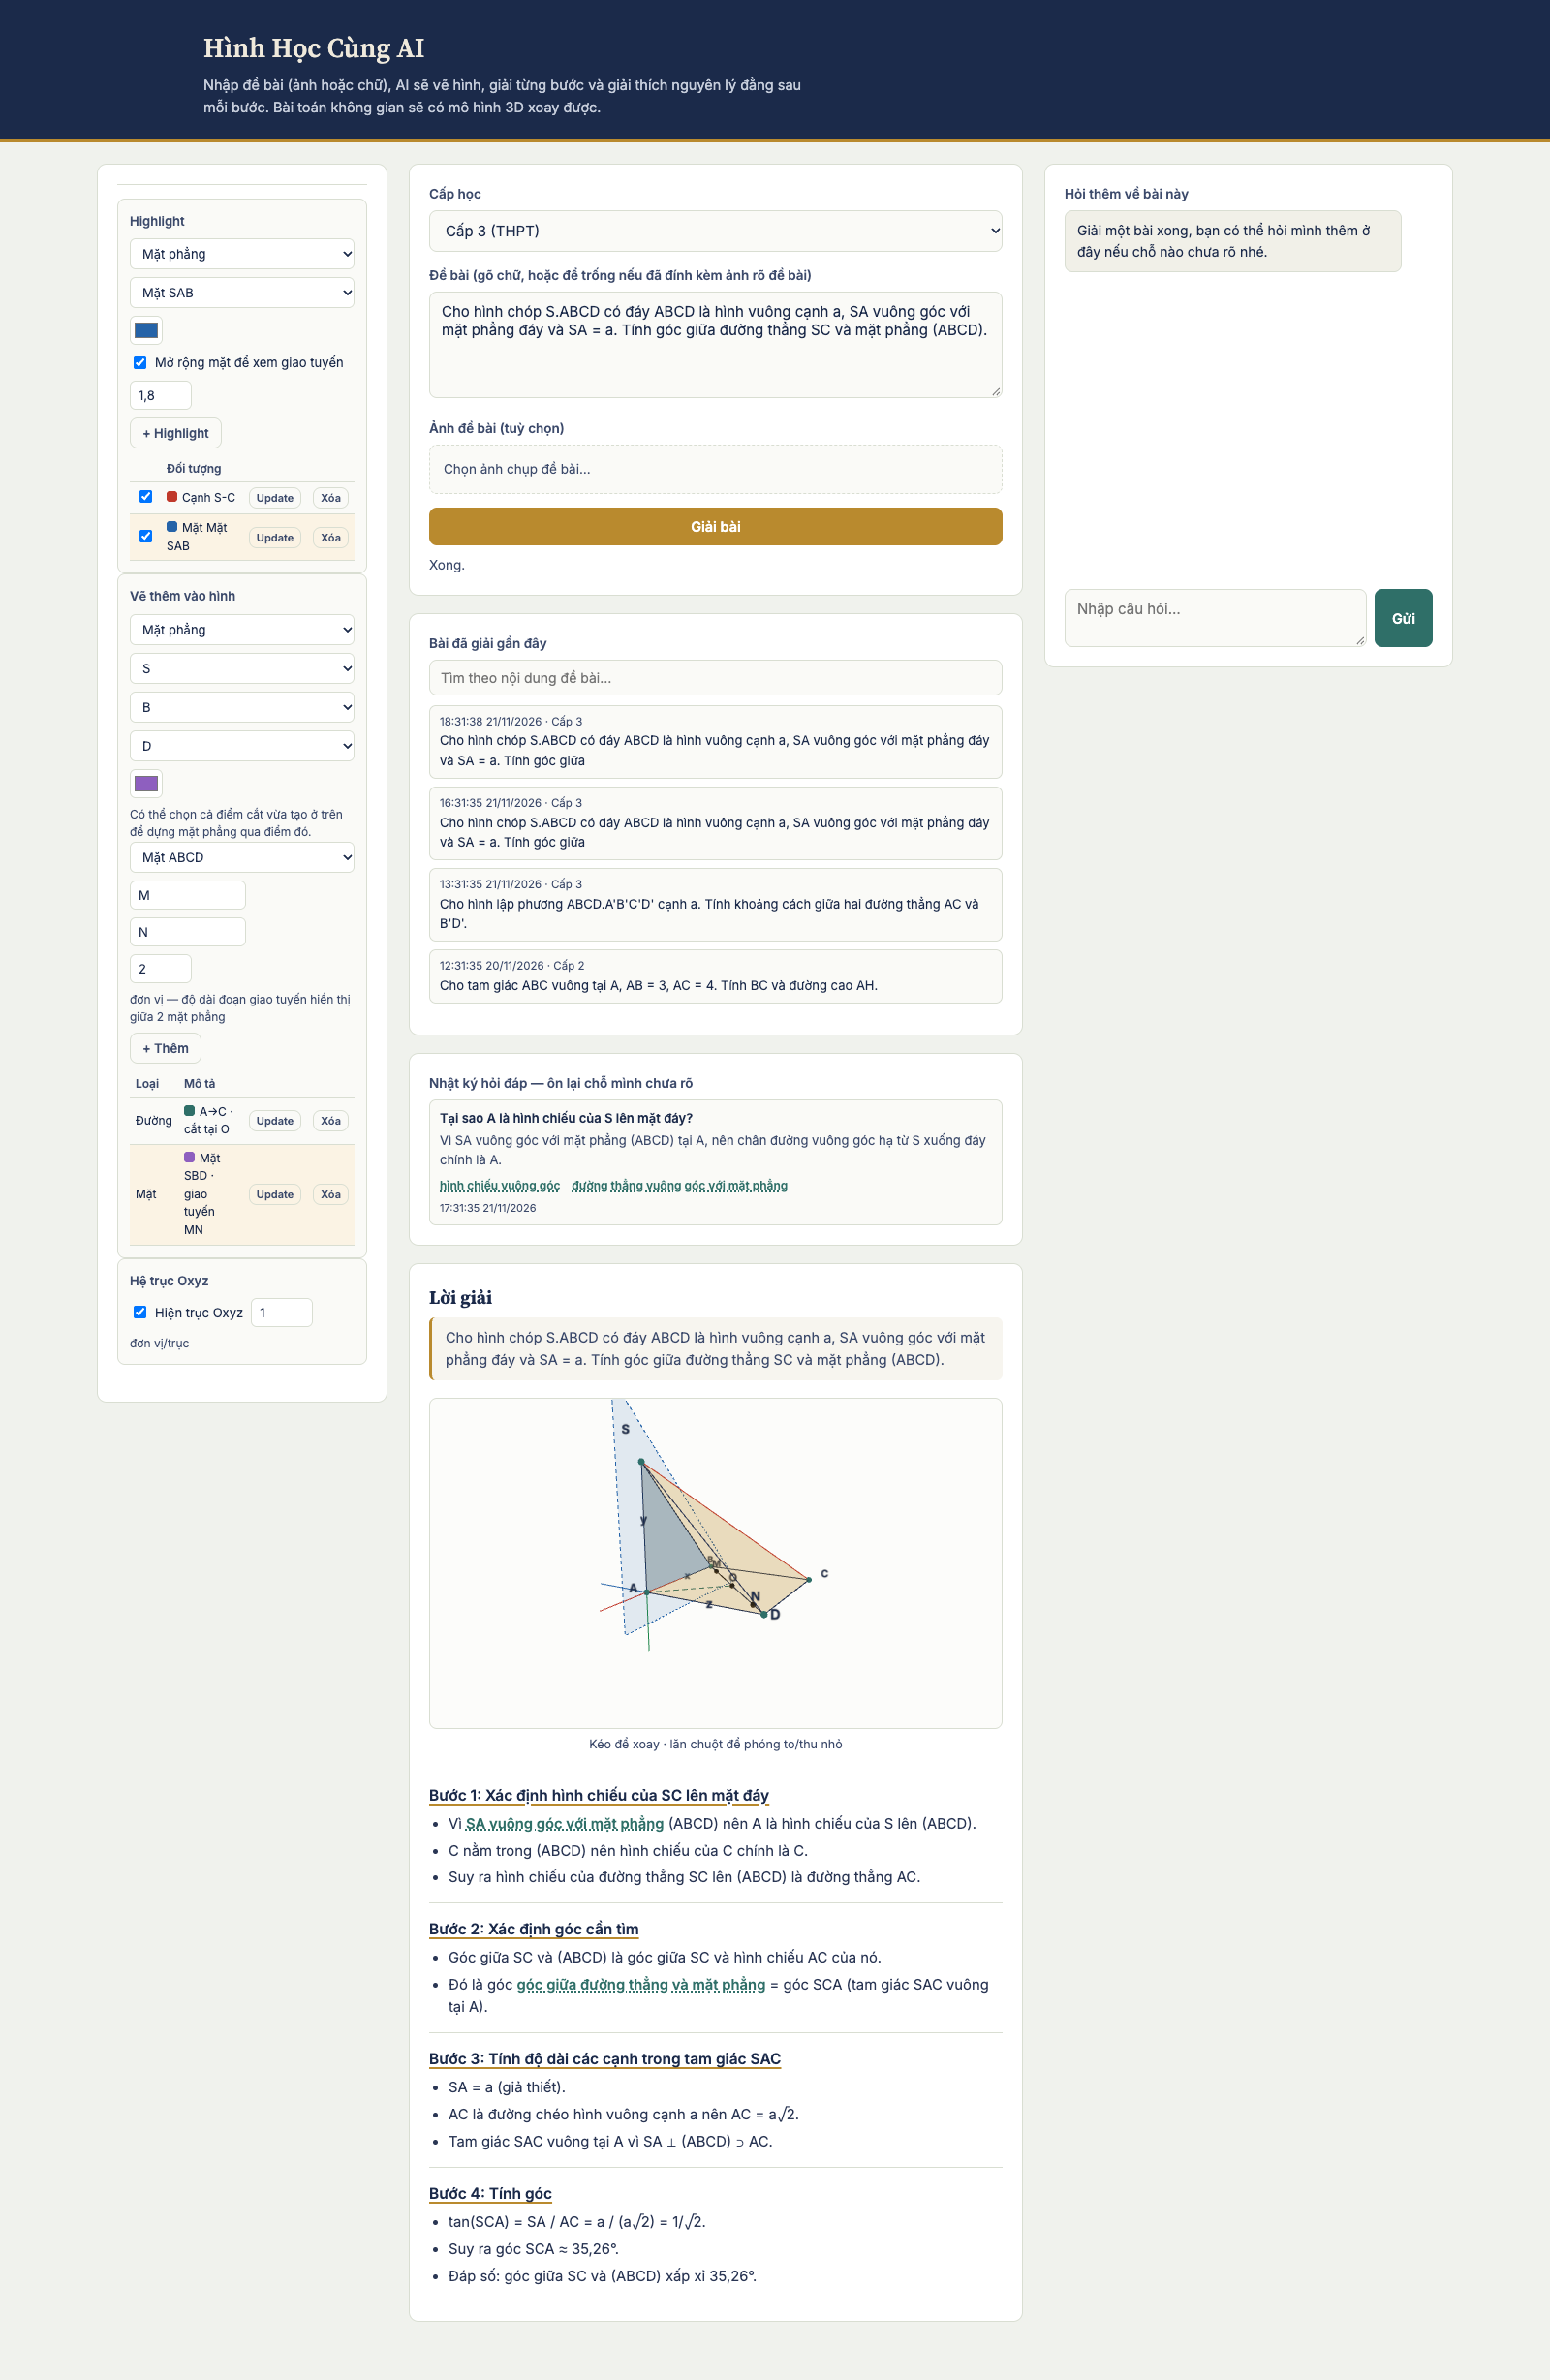 Hình Học Cùng AI
Nhập đề bài (ảnh hoặc chữ), AI sẽ vẽ hình, giải từng bước và giải thích nguyên lý đằng sau
mỗi bước. Bài toán không gian sẽ có mô hình 3D xoay được.
Highlight
Mặt phẳng
Mặt SAB
Mở rộng mặt để xem giao tuyến
1,8
+ Highlight
Đối tượng
Cạnh S-C Update Xóa
Mặt Mặt
SAB
Update Xóa
Vẽ thêm vào hình
Mặt phẳng
S
B
D
Có thể chọn cả điểm cắt vừa tạo ở trên
để dựng mặt phẳng qua điểm đó.
Mặt ABCD
M
N
2
đơn vị — độ dài đoạn giao tuyến hiển thị
giữa 2 mặt phẳng
+ Thêm
Loại Mô tả
Đường A→C ·
cắt tại O
Update Xóa
Mặt Mặt
SBD ·
giao
tuyến
MN
Update Xóa
Hệ trục Oxyz
Hiện trục Oxyz 1
đơn vị/trục
Cấp học
Cấp 3 (THPT)
Đề bài (gõ chữ, hoặc để trống nếu đã đính kèm ảnh rõ đề bài)
Cho hình chóp S.ABCD có đáy ABCD là hình vuông cạnh a, SA vuông góc với
mặt phẳng đáy và SA = a. Tính góc giữa đường thẳng SC và mặt phẳng (ABCD).
Ảnh đề bài (tuỳ chọn)
Chọn ảnh chụp đề bài...
Giải bài
Xong.
Bài đã giải gần đây
Tìm theo nội dung đề bài...
18:31:38 21/11/2026 · Cấp 3
Cho hình chóp S.ABCD có đáy ABCD là hình vuông cạnh a, SA vuông góc với mặt phẳng đáy
và SA = a. Tính góc giữa
16:31:35 21/11/2026 · Cấp 3
Cho hình chóp S.ABCD có đáy ABCD là hình vuông cạnh a, SA vuông góc với mặt phẳng đáy
và SA = a. Tính góc giữa
13:31:35 21/11/2026 · Cấp 3
Cho hình lập phương ABCD.A'B'C'D' cạnh a. Tính khoảng cách giữa hai đường thẳng AC và
B'D'.
12:31:35 20/11/2026 · Cấp 2
Cho tam giác ABC vuông tại A, AB = 3, AC = 4. Tính BC và đường cao AH.
Nhật ký hỏi đáp — ôn lại chỗ mình chưa rõ
Tại sao A là hình chiếu của S lên mặt đáy?
Vì SA vuông góc với mặt phẳng (ABCD) tại A, nên chân đường vuông góc hạ từ S xuống đáy
chính là A.
hình chiếu vuông góc đường thẳng vuông góc với mặt phẳng
17:31:35 21/11/2026
Lời giải
Cho hình chóp S.ABCD có đáy ABCD là hình vuông cạnh a, SA vuông góc với mặt
phẳng đáy và SA = a. Tính góc giữa đường thẳng SC và mặt phẳng (ABCD).
S
y
B
M
C
x
O
A
N
z
D
Kéo để xoay · lăn chuột để phóng to/thu nhỏ
Bước 1: Xác định hình chiếu của SC lên mặt đáy
• Vì SA vuông góc với mặt phẳng (ABCD) nên A là hình chiếu của S lên (ABCD).
• C nằm trong (ABCD) nên hình chiếu của C chính là C.
• Suy ra hình chiếu của đường thẳng SC lên (ABCD) là đường thẳng AC.
Bước 2: Xác định góc cần tìm
• Góc giữa SC và (ABCD) là góc giữa SC và hình chiếu AC của nó.
• Đó là góc góc giữa đường thẳng và mặt phẳng = góc SCA (tam giác SAC vuông
tại A).
Bước 3: Tính độ dài các cạnh trong tam giác SAC
• SA = a (giả thiết).
• AC là đường chéo hình vuông cạnh a nên AC = a√2.
• Tam giác SAC vuông tại A vì SA ⊥ (ABCD) ⊃ AC.
Bước 4: Tính góc
• tan(SCA) = SA / AC = a / (a√2) = 1/√2.
• Suy ra góc SCA ≈ 35,26°.
• Đáp số: góc giữa SC và (ABCD) xấp xỉ 35,26°.
Hỏi thêm về bài này
Giải một bài xong, bạn có thể hỏi mình thêm ở
đây nếu chỗ nào chưa rõ nhé.
Nhập câu hỏi...
Gửi